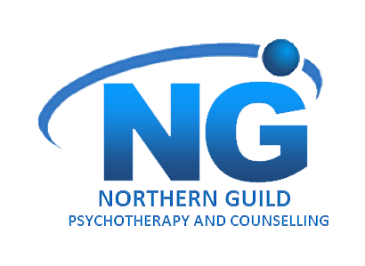 NG
NORTHERN GUILD
PSYCHOTHERAPY AND COUNSELLING